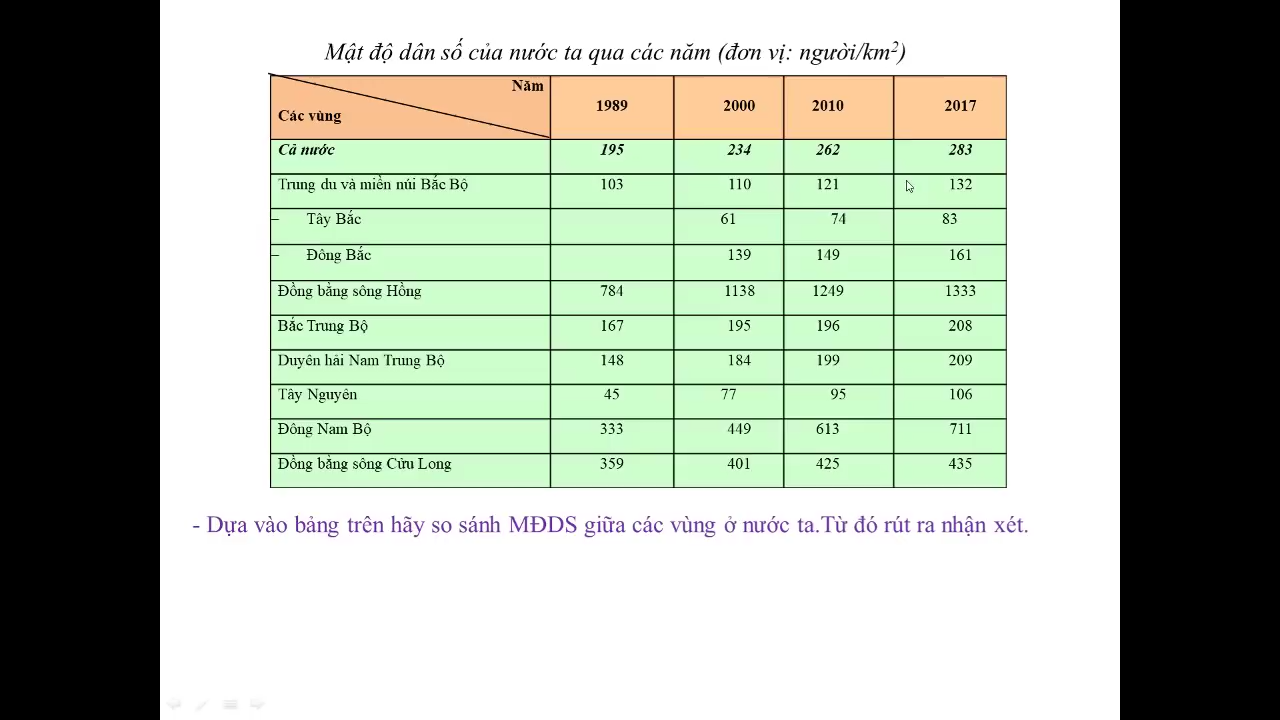 Mật độ dân số của nước ta qua các năm (đơn vị: người/km²)
Năm
Các vùng
1989 2000 2010 2017
Cả nước 195 234 262 283
Trung du và miền núi Bắc Bộ 103 110 121 132
– Tây Bắc 61 74 83
– Đông Bắc 139 149 161
Đồng bằng sông Hồng 784 1138 1249 1333
Bắc Trung Bộ 167 195 196 208
Duyên hải Nam Trung Bộ 148 184 199 209
Tây Nguyên 45 77 95 106
Đông Nam Bộ 333 449 613 711
Đồng bằng sông Cửu Long 359 401 425 435
- Dựa vào bảng trên hãy so sánh MĐDS giữa các vùng ở nước ta.Từ đó rút ra nhận xét.